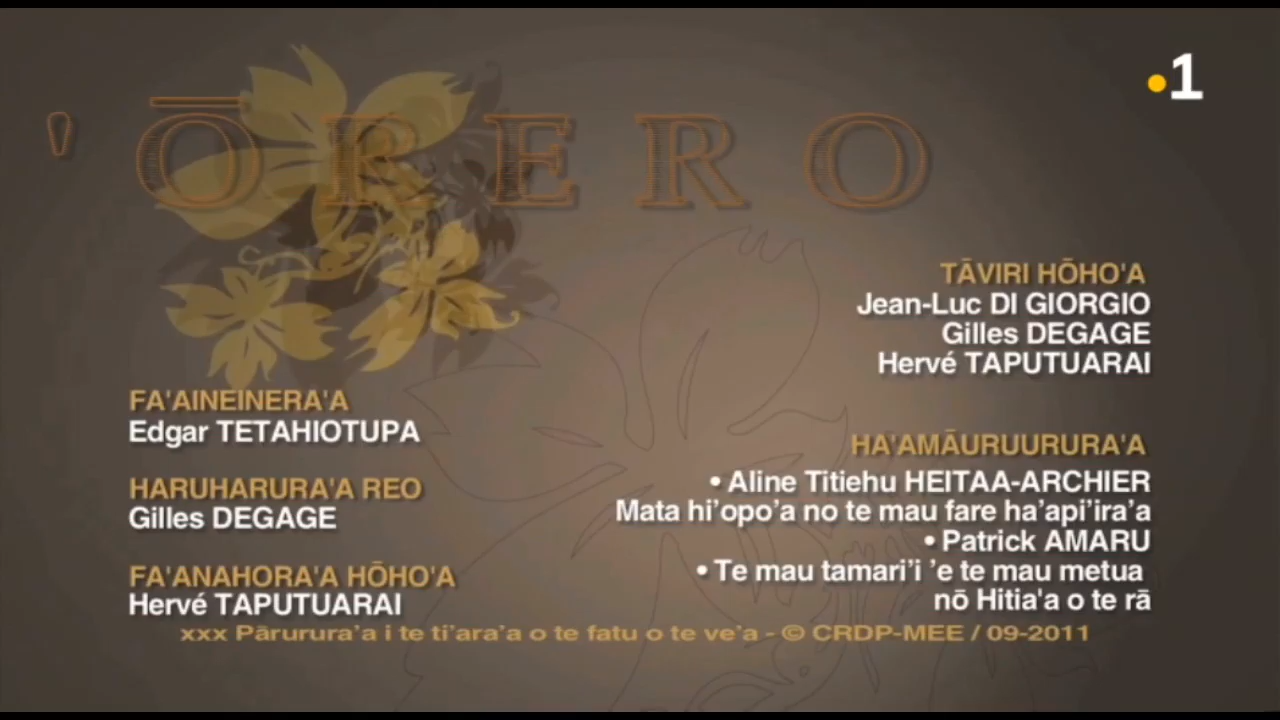 'ŌRERO
•1
FA'AINEINERA'A
Edgar TETAHIOTUPA
HARUHARURA'A REO
Gilles DEGAGE
FA'ANAHORA'A HŌHO'A
Hervé TAPUTUARAI
TĀVIRI HŌHO'A
Jean-Luc DI GIORGIO
Gilles DEGAGE
Hervé TAPUTUARAI
HA'AMĀURUURURA'A
• Aline Titiehu HEITAA-ARCHIER
Mata hi’opo’a no te mau fare ha’api’ira’a
• Patrick AMARU
• Te mau tamari’i ’e te mau metua
nō Hitia'a o te rā
xxx Pārurura’a i te ti’ara’a o te fatu o te ve’a - © CRDP-MEE / 09-2011